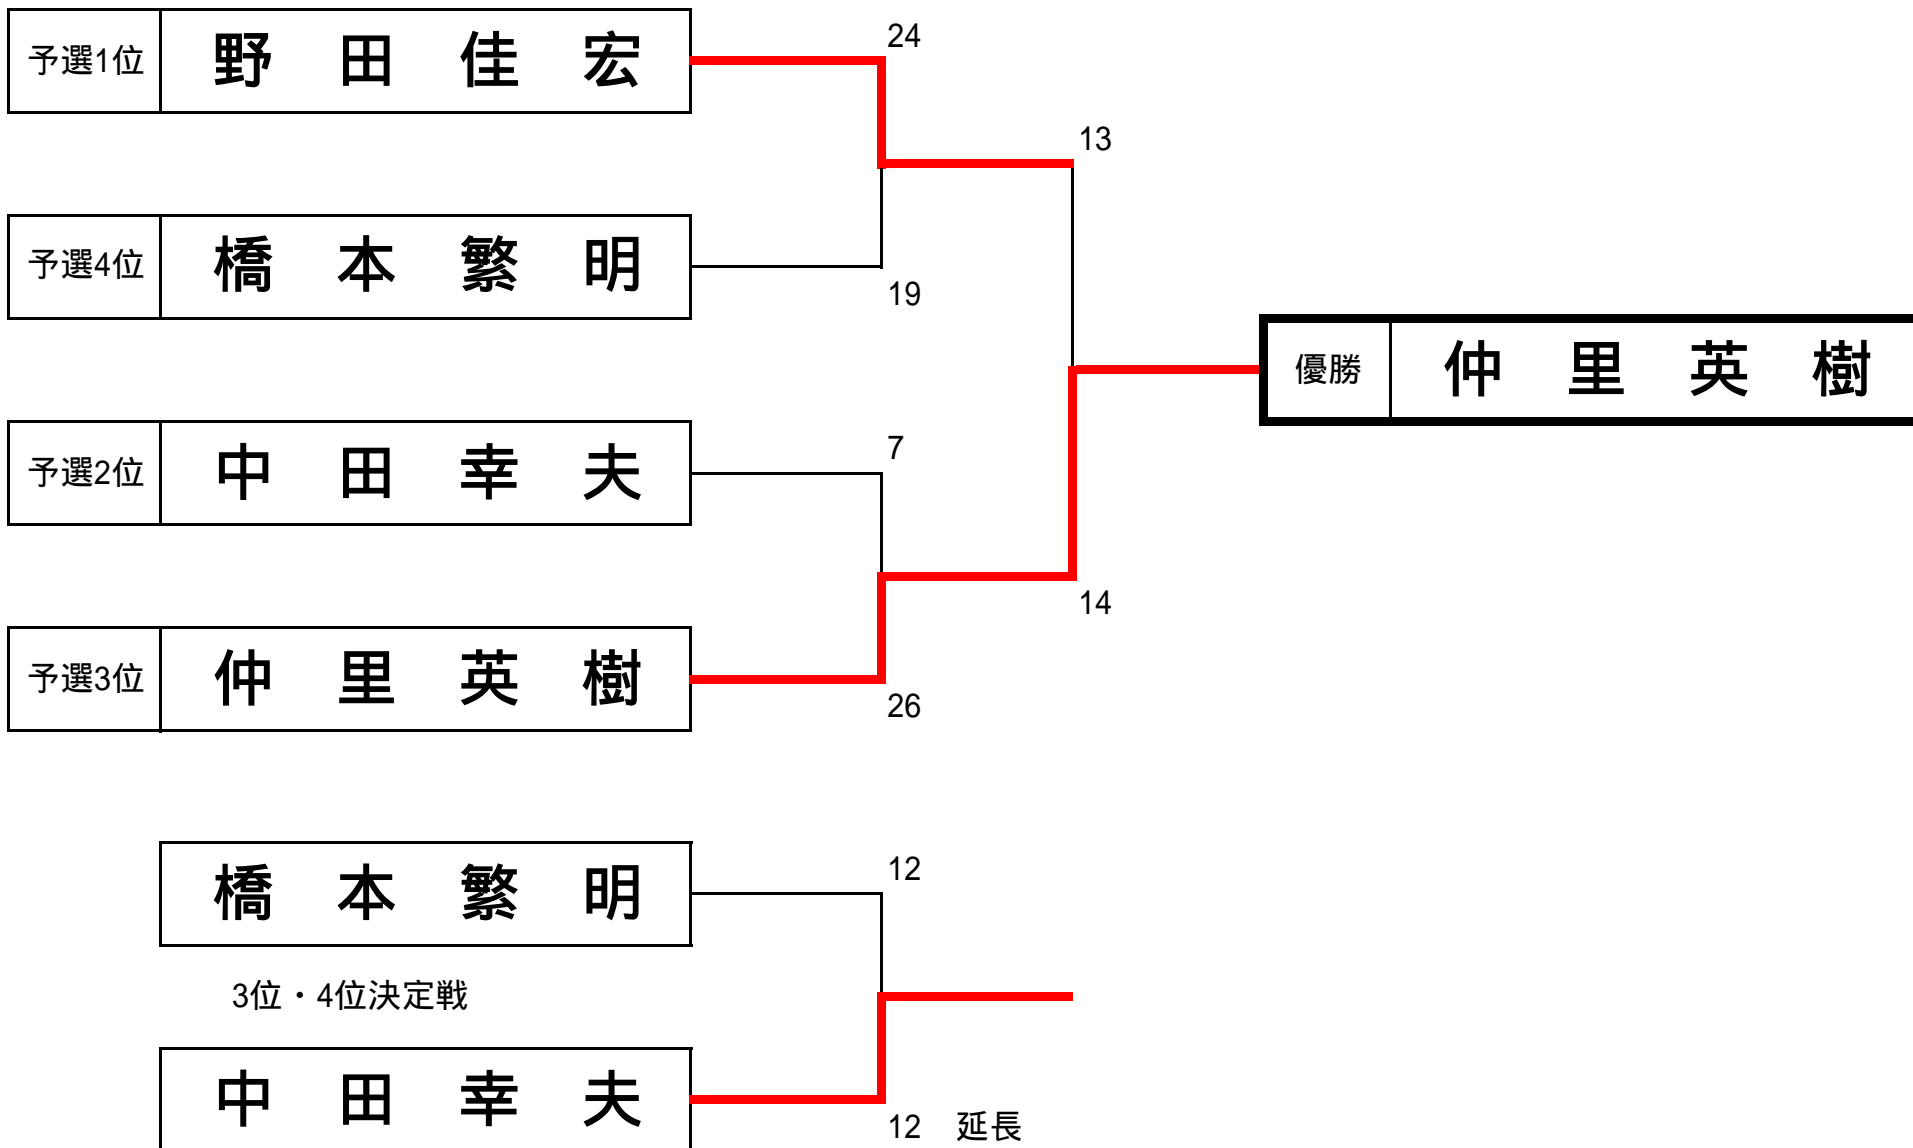 予選1位 野田佳宏 24
13
予選4位 橋本繁明 19
優勝 仲里英樹
予選2位 中田幸夫 7
14
予選3位 仲里英樹 26
橋本繁明 12
3位・4位決定戦
中田幸夫 12 延長